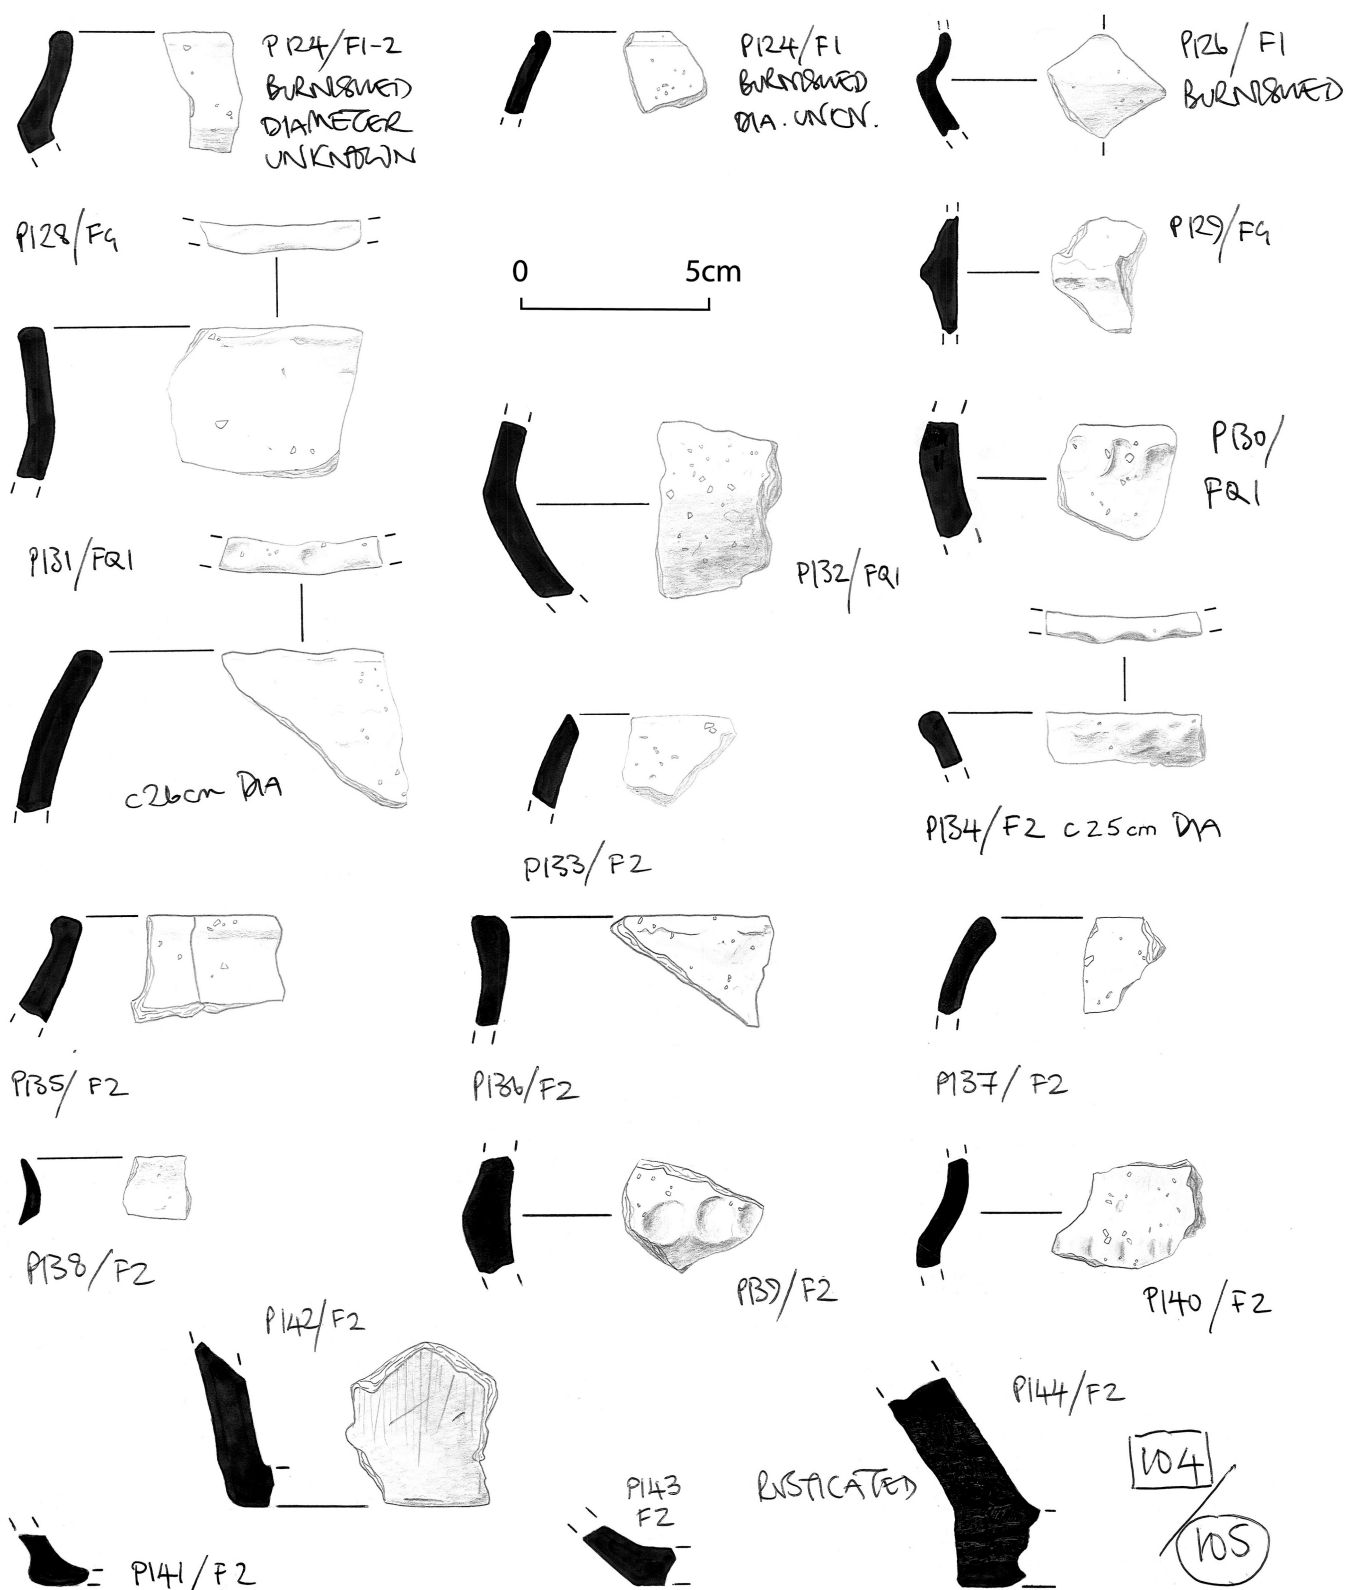 P124/F1-2
BURNISHED
DIAMETER
UNKNOWN
P124/F1
BURNISHED
DIA. UNKN.
P126/F1
BURNISHED
P128/FG
0 5cm
P129/FG
P130/
FQ1
P131/FQ1
P132/FQ1
c26cm DIA
P133/F2
P134/F2 c25cm DIA
P135/F2
P136/F2
P137/F2
P138/F2
P139/F2
P140/F2
P142/F2
P144/F2
RUSTICATED
P143
F2
104
105
P141/F2